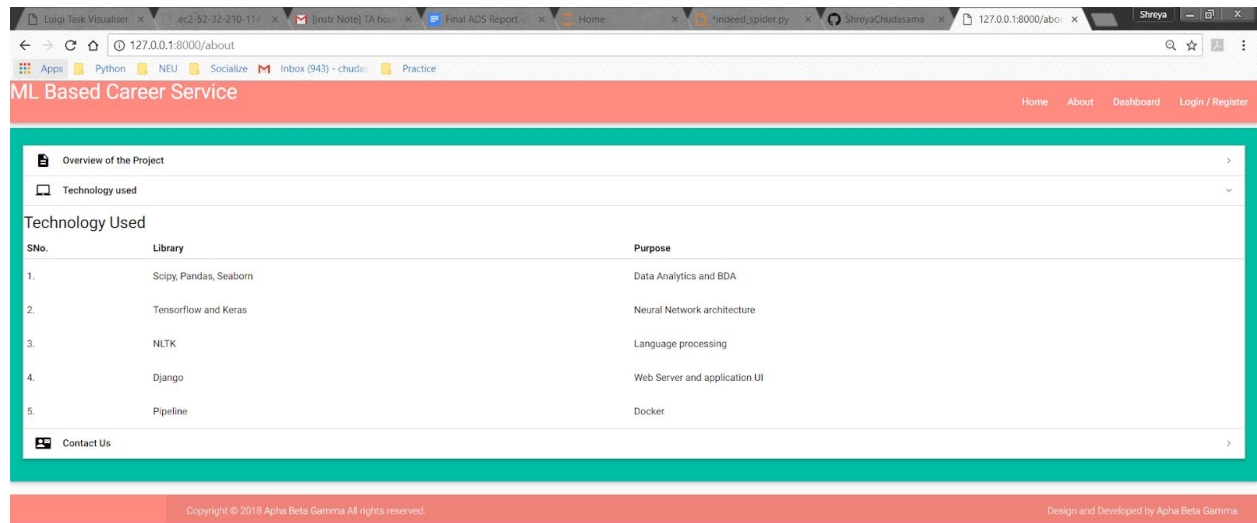 Luigi Task Visualiser
ec2-52-32-210-114
[Instr Note] TA hou
Final ADS Report
Home
*indeed_spider.py
ShreyaChudasama
127.0.0.1:8000/abo
Shreya
127.0.0.1:8000/about
Apps Python NEU Socialize Inbox (943) - chuda Practice
ML Based Career Service
Home About Dashboard Login / Register
Overview of the Project
Technology used
Technology Used
SNo. Library Purpose
1. Scipy, Pandas, Seaborn Data Analytics and BDA
2. Tensorflow and Keras Neural Network architecture
3. NLTK Language processing
4. Django Web Server and application UI
5. Pipeline Docker
Contact Us
Copyright © 2018 Apha Beta Gamma All rights reserved. Design and Developed by Apha Beta Gamma